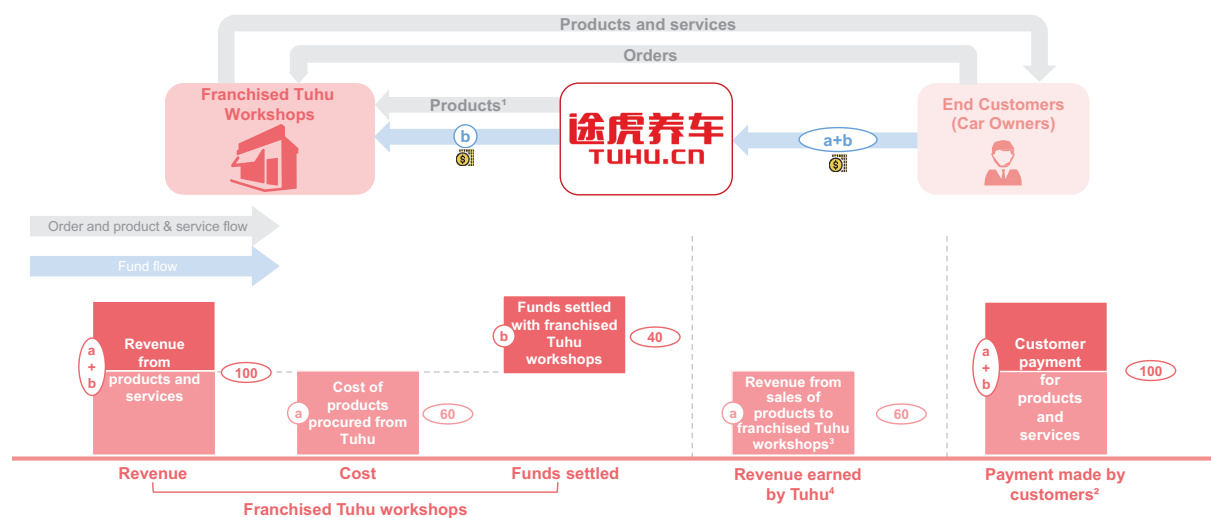 Products and services
Orders
Franchised Tuhu
Workshops
Products¹
b
途虎养车
TUHU.CN
a+b
End Customers
(Car Owners)
Order and product & service flow
Fund flow
a
+
b
Revenue
from
products and
services
100
a
Cost of
products
procured from
Tuhu
60
b
Funds settled
with franchised
Tuhu
workshops
40
a
Revenue from
sales of
products to
franchised Tuhu
workshops³
60
a
+
b
Customer
payment
for
products
and
services
100
Revenue
Cost
Funds settled
Franchised Tuhu workshops
Revenue earned
by Tuhu⁴
Payment made by
customers²